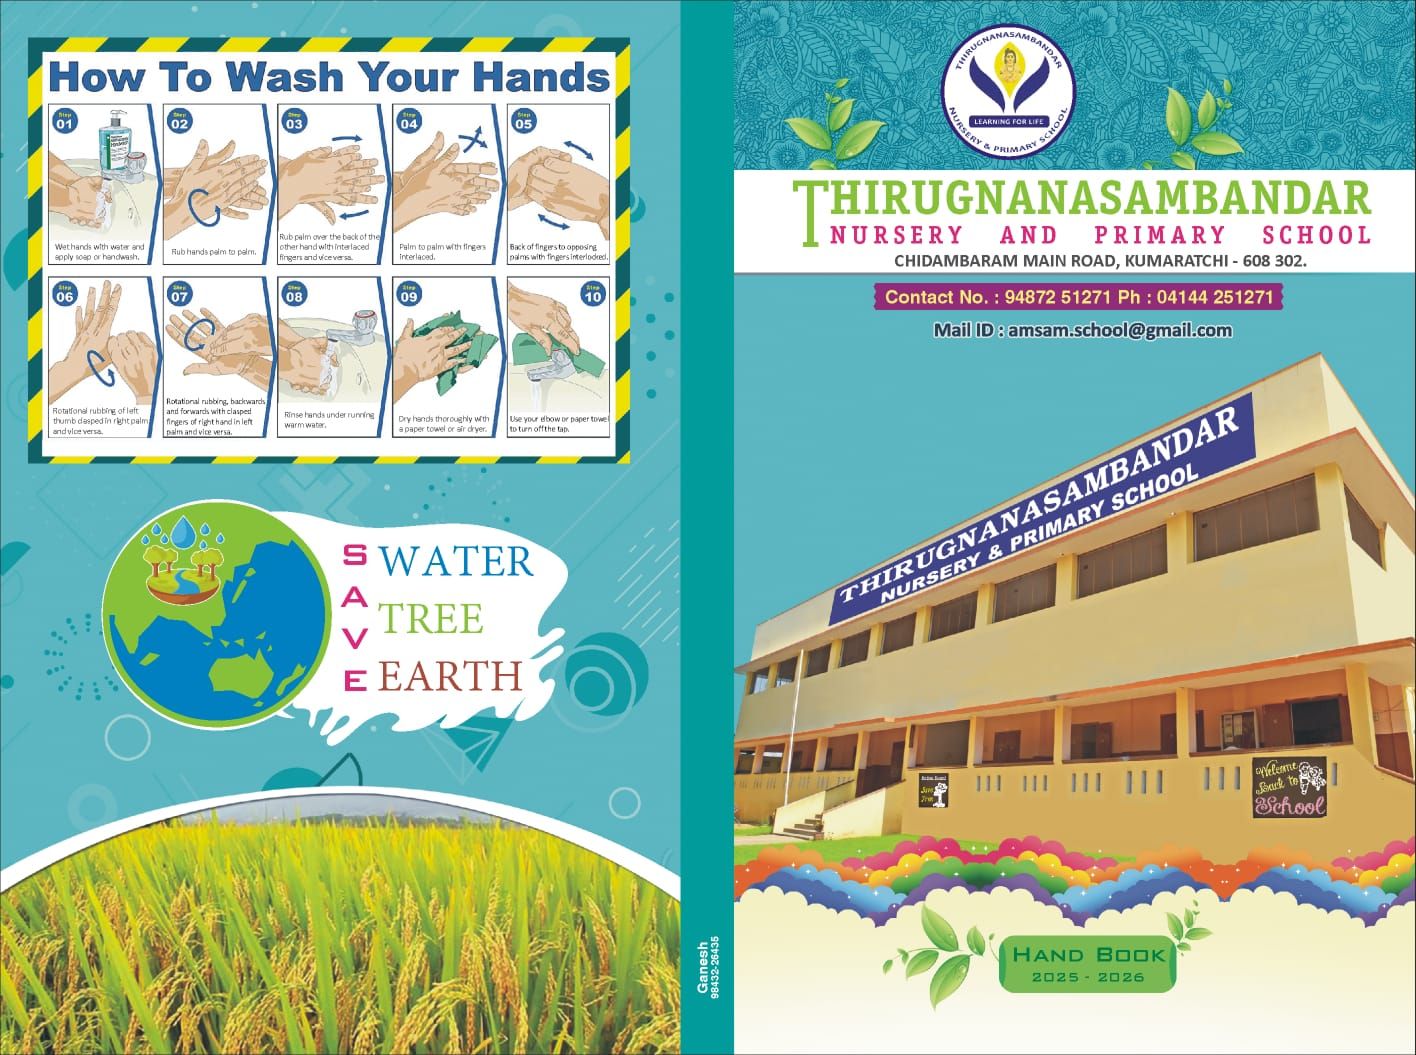 How To Wash Your Hands
Step
01
Wet hands with water and
apply soap or handwash.
Step
02
Rub hands palm to palm.
Step
03
Rub palm over the back of the
other hand with interlaced
fingers and vice versa.
Step
04
Palm to palm with fingers
interlaced.
Step
05
Back of fingers to opposing
palms with fingers interlocked.
Step
06
Rotational rubbing of left
thumb clasped in right palm
and vice versa.
Step
07
Rotational rubbing, backwards
and forwards with clasped
fingers of right hand in left
palm and vice versa.
Step
08
Rinse hands under running
warm water.
Step
09
Dry hands thoroughly with
a paper towel or air dryer.
Step
10
Use your elbow or paper towel
to turn off the tap.
SAVE
WATER
TREE
EARTH
Ganesh
98432-26435
THIRUGNANASAMBANDAR
NURSERY & PRIMARY SCHOOL
LEARNING FOR LIFE
THIRUGNANASAMBANDAR
NURSERY AND PRIMARY SCHOOL
CHIDAMBARAM MAIN ROAD, KUMARATCHI - 608 302.
Contact No. : 94872 51271 Ph : 04144 251271
Mail ID : amsam.school@gmail.com
THIRUGNANASAMBANDAR
NURSERY & PRIMARY SCHOOL
Save
Tree
Welcome
Back to
School
HAND BOOK
2025 - 2026